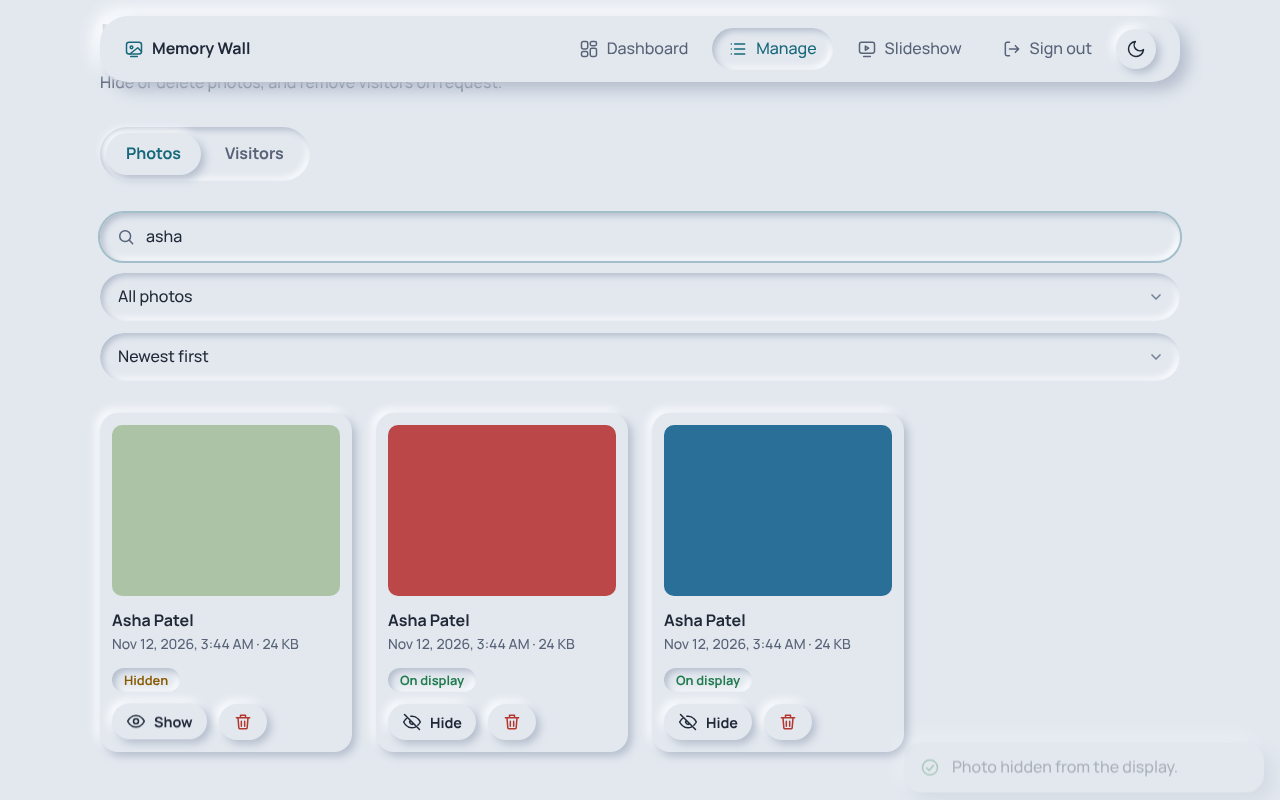 Memory Wall
Dashboard
Manage
Slideshow
Sign out
Hide or delete photos, and remove visitors on request.
Photos
Visitors
asha
All photos
Newest first
Asha Patel
Nov 12, 2026, 3:44 AM · 24 KB
Hidden
Show
Asha Patel
Nov 12, 2026, 3:44 AM · 24 KB
On display
Hide
Asha Patel
Nov 12, 2026, 3:44 AM · 24 KB
On display
Hide
Photo hidden from the display.